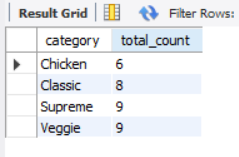 Result Grid Filter Rows:
category total_count
Chicken 6
Classic 8
Supreme 9
Veggie 9